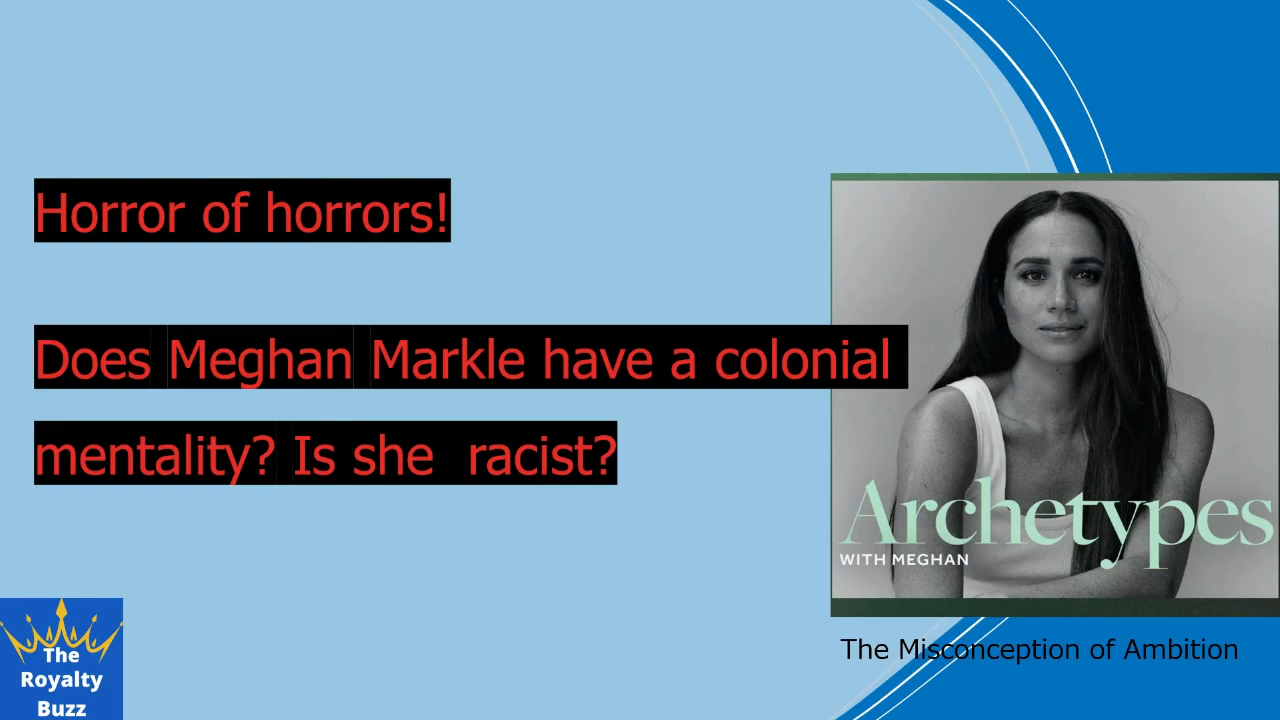 Horror of horrors!
Does Meghan Markle have a colonial
mentality? Is she  racist?
Archetypes
WITH MEGHAN
The Misconception of Ambition
The
Royalty
Buzz